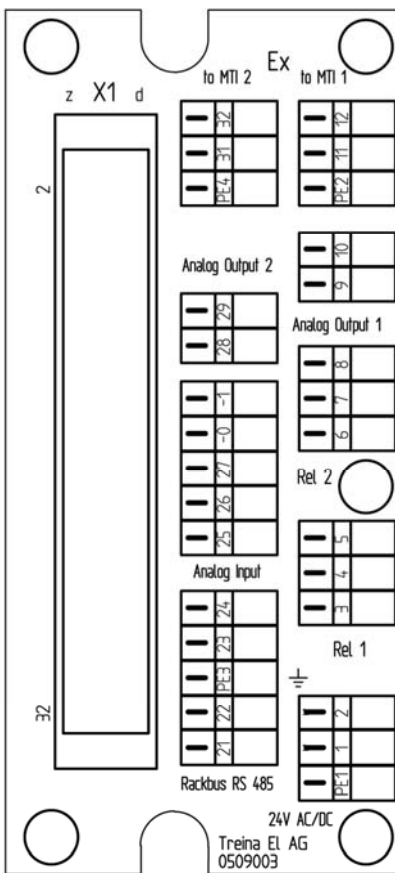 Ex
to MTI 2
to MTI 1
z X1 d
2
32
31
PE4
12
11
PE2
10
9
Analog Output 2
29
28
Analog Output 1
8
7
6
-1
-0
27
26
25
Rel 2
Analog Input
5
4
3
24
23
PE3
22
21
Rel 1
32
2
1
PE1
Rackbus RS 485
24V AC/DC
Treina El AG
0509003